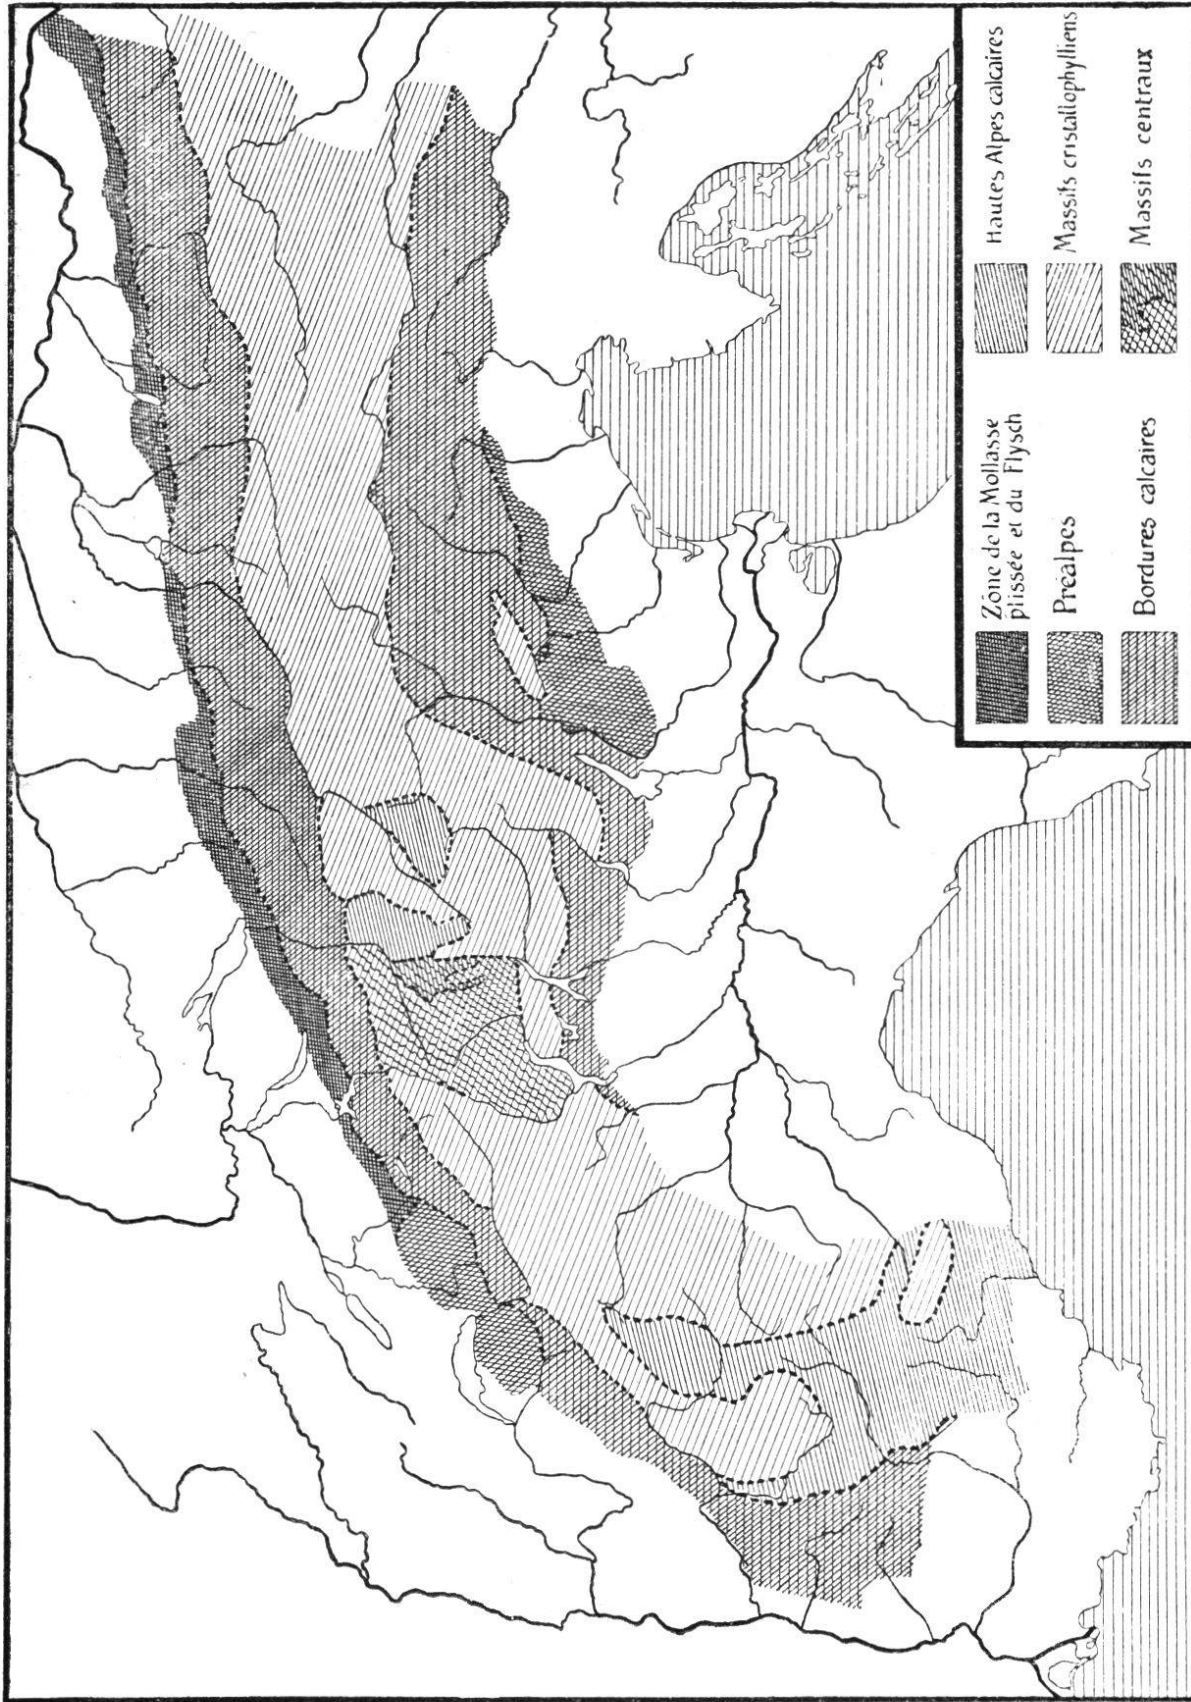 Zône de la Mollasse
plissée et du Flysch
Préalpes
Bordures calcaires
Hautes Alpes calcaires
Massifs cristallophylliens
Massifs centraux